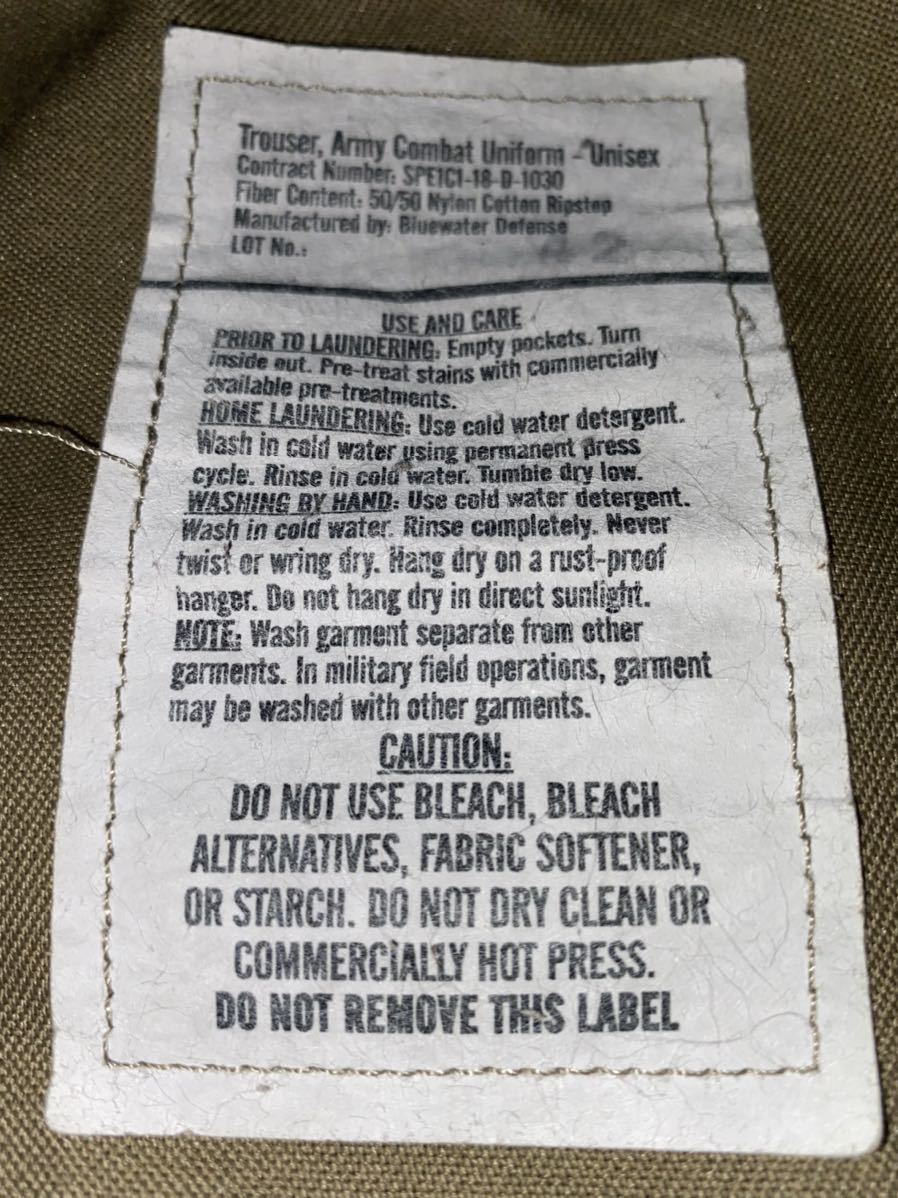 Trouser, Army Combat Uniform - Unisex
Contract Number: SPE1C1-18-D-1030
Fiber Content: 50/50 Nylon Cotton Ripstop
Manufactured by: Bluewater Defense
LOT No.:
USE AND CARE
PRIOR TO LAUNDERING: Empty pockets. Turn
inside out. Pre-treat stains with commercially
available pre-treatments.
HOME LAUNDERING: Use cold water detergent.
Wash in cold water using permanent press
cycle. Rinse in cold water. Tumble dry low.
WASHING BY HAND: Use cold water detergent.
Wash in cold water. Rinse completely. Never
twist or wring dry. Hang dry on a rust-proof
hanger. Do not hang dry in direct sunlight.
NOTE: Wash garment separate from other
garments. In military field operations, garment
may be washed with other garments.
CAUTION:
DO NOT USE BLEACH, BLEACH
ALTERNATIVES, FABRIC SOFTENER,
OR STARCH. DO NOT DRY CLEAN OR
COMMERCIALLY HOT PRESS.
DO NOT REMOVE THIS LABEL